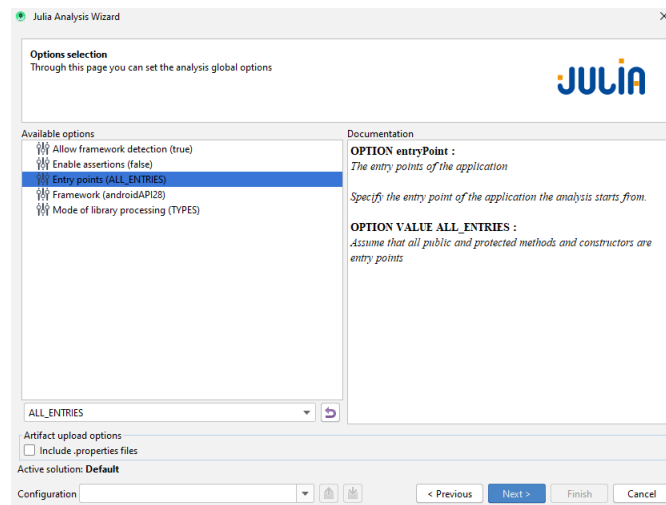 Julia Analysis Wizard
Options selection
Through this page you can set the analysis global options
JULIA
Available options
Allow framework detection (true)
Enable assertions (false)
Entry points (ALL_ENTRIES)
Framework (androidAPI28)
Mode of library processing (TYPES)
ALL_ENTRIES
Documentation
OPTION entryPoint :
The entry points of the application
Specify the entry point of the application the analysis starts from.
OPTION VALUE ALL_ENTRIES :
Assume that all public and protected methods and constructors are
entry points
Artifact upload options
Include .properties files
Active solution: Default
Configuration
< Previous
Next >
Finish
Cancel